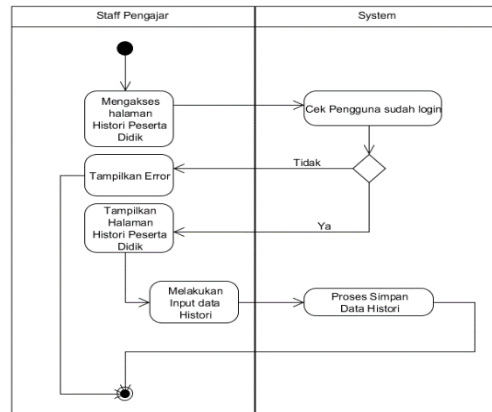 Staff Pengajar
System
Mengakses
halaman
Histori Peserta
Didik
Cek Pengguna sudah login
Tidak
Tampilkan Error
Tampilkan
Halaman
Histori Peserta
Didik
Ya
Melakukan
Input data
Histori
Proses Simpan
Data Histori